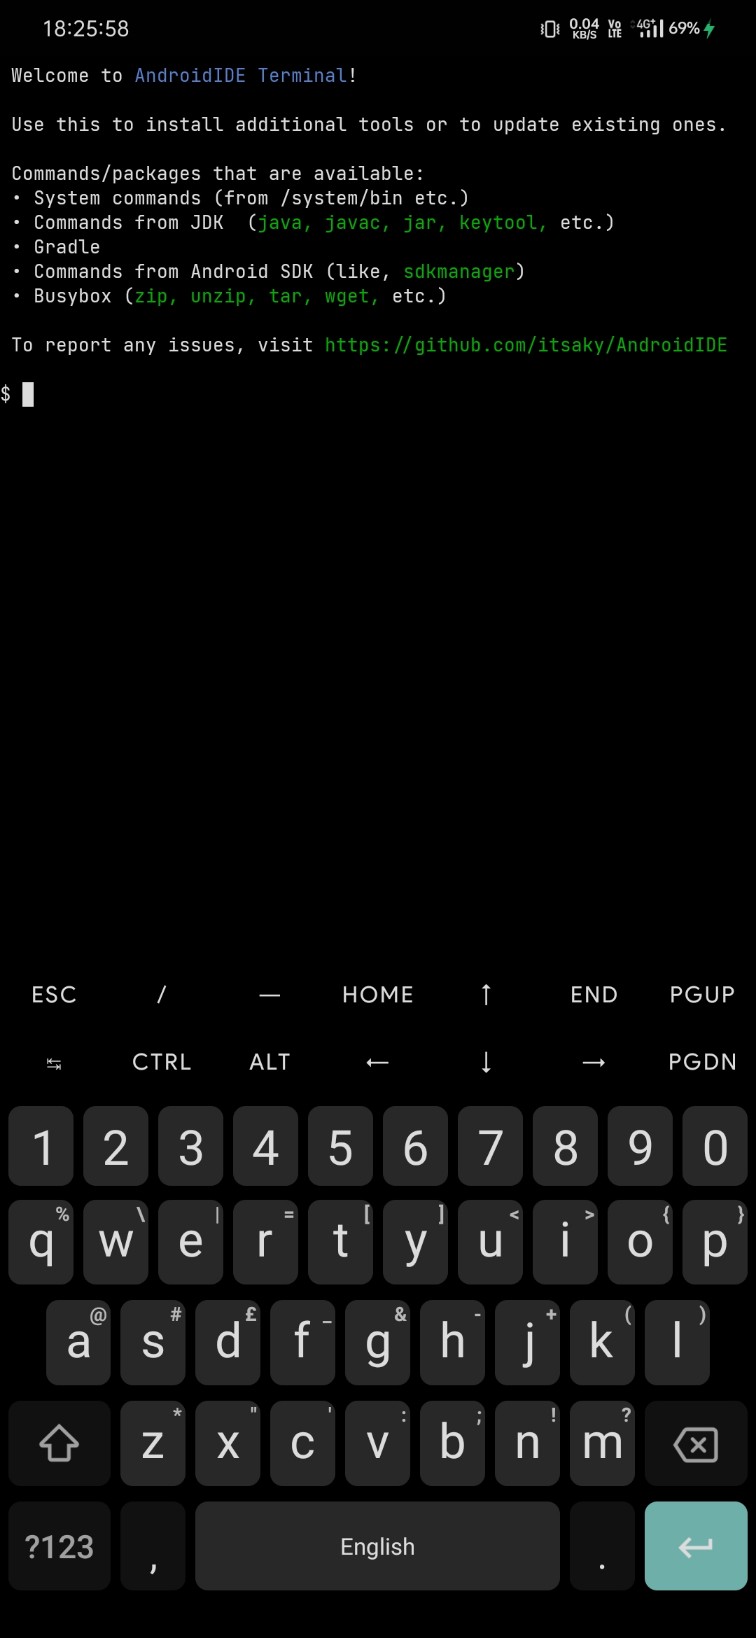 18:25:58 0.04 KB/S Vo LTE 4G+ 69%
Welcome to AndroidIDE Terminal!
Use this to install additional tools or to update existing ones.
Commands/packages that are available:
• System commands (from /system/bin etc.)
• Commands from JDK  (java, javac, jar, keytool, etc.)
• Gradle
• Commands from Android SDK (like, sdkmanager)
• Busybox (zip, unzip, tar, wget, etc.)
To report any issues, visit https://github.com/itsaky/AndroidIDE
$
ESC / — HOME ↑ END PGUP
⇆ CTRL ALT ← ↓ → PGDN
1 2 3 4 5 6 7 8 9 0
% \ | = [ ] < > { }
q w e r t y u i o p
@ # £ _ & - + ( )
a s d f g h j k l
* " ' : ; ! ?
z x c v b n m
?123 , English .